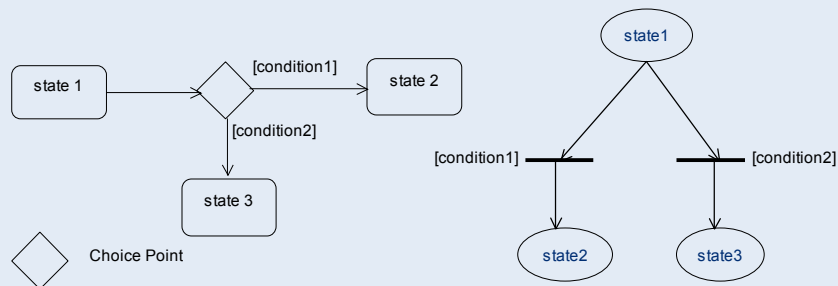 state 1
[condition1]
state 2
[condition2]
state 3
Choice Point
state1
[condition1]
[condition2]
state2
state3